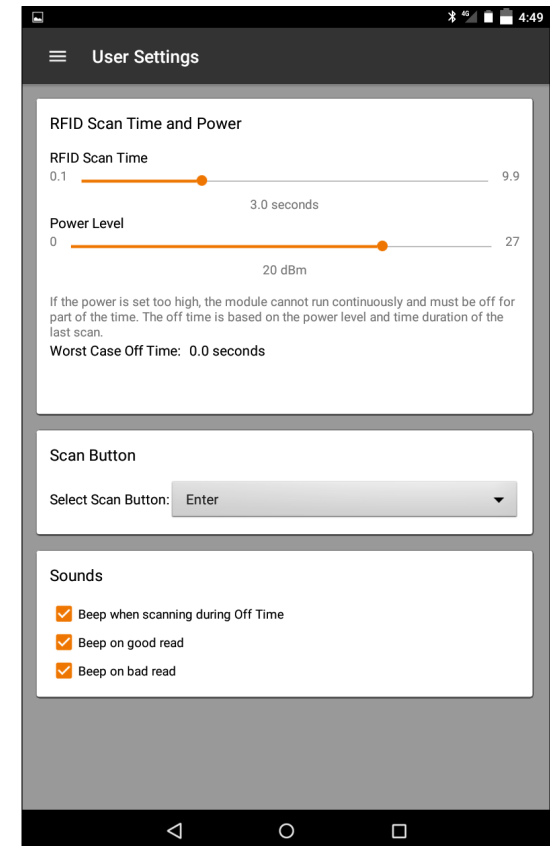 4G 4:49
User Settings
RFID Scan Time and Power
RFID Scan Time
0.1 9.9
3.0 seconds
Power Level
0 27
20 dBm
If the power is set too high, the module cannot run continuously and must be off for
part of the time. The off time is based on the power level and time duration of the
last scan.
Worst Case Off Time: 0.0 seconds
Scan Button
Select Scan Button: Enter
Sounds
Beep when scanning during Off Time
Beep on good read
Beep on bad read